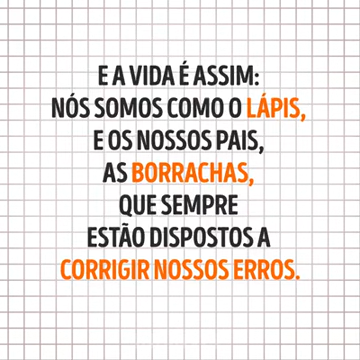 E A VIDA É ASSIM:
NÓS SOMOS COMO O LÁPIS,
E OS NOSSOS PAIS,
AS BORRACHAS,
QUE SEMPRE
ESTÃO DISPOSTOS A
CORRIGIR NOSSOS ERROS.